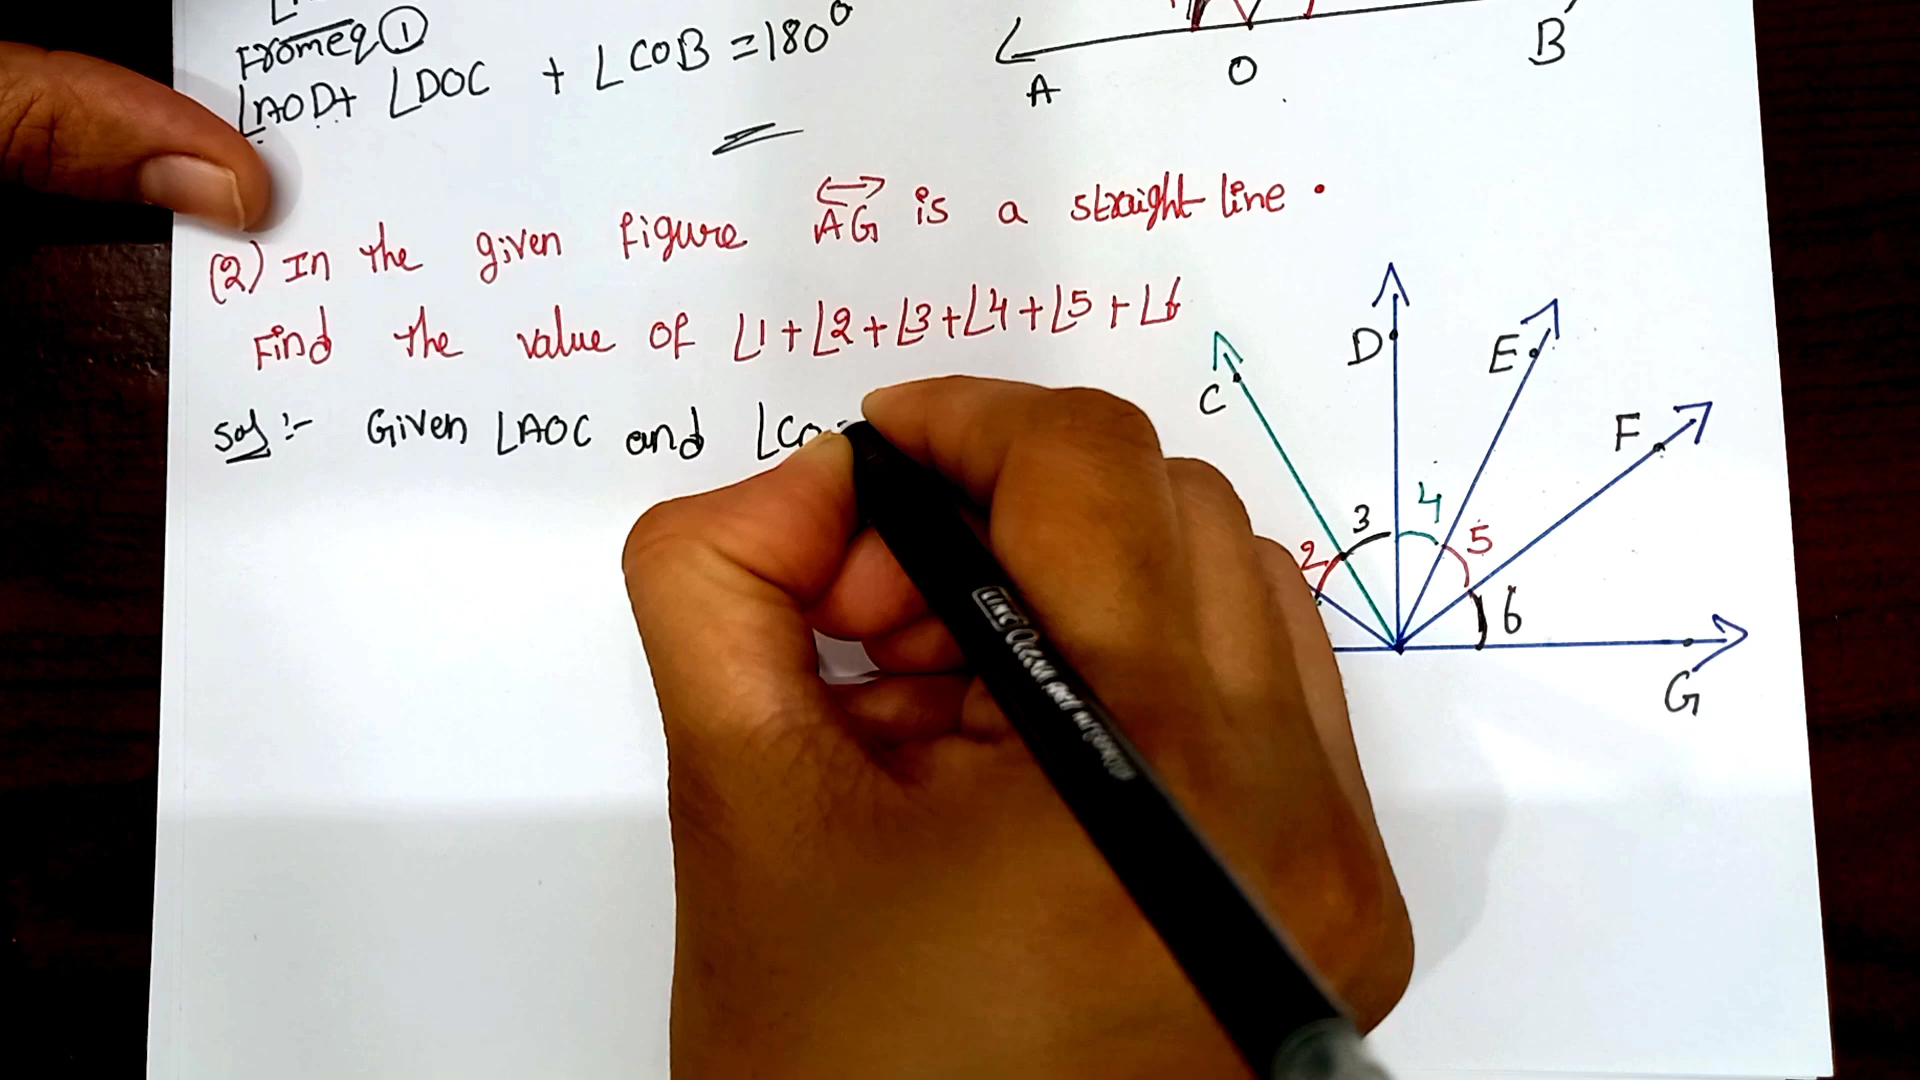 From eq ①
∠AOD + ∠DOC + ∠COB = 180°
A O B
(2) In the given figure AG is a straight line.
Find the value of ∠1+∠2+∠3+∠4+∠5+∠6
Sol :- Given ∠AOC and
C D E F G
2 3 4 5 6